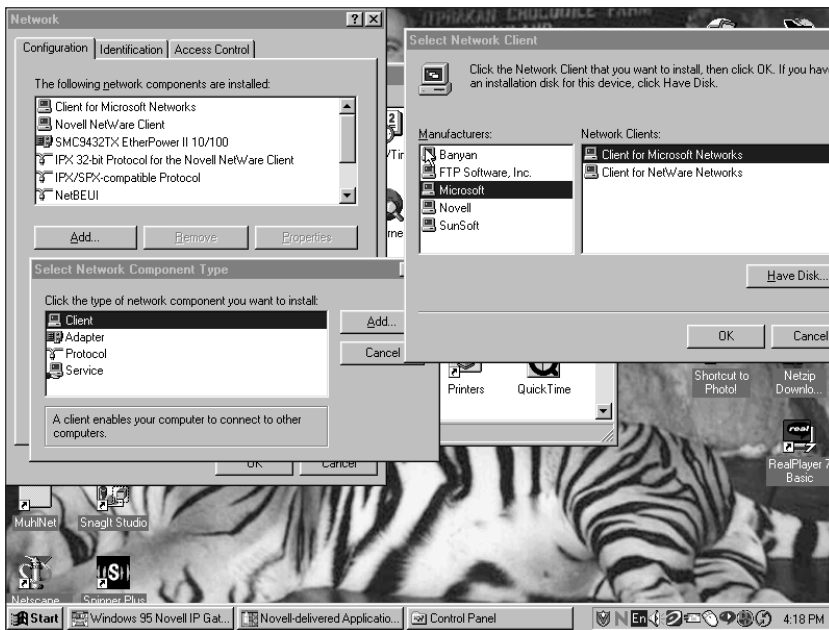 Network
Configuration
Identification
Access Control
The following network components are installed:
Client for Microsoft Networks
Novell NetWare Client
SMC9432TX EtherPower II 10/100
IPX 32-bit Protocol for the Novell NetWare Client
IPX/SPX-compatible Protocol
NetBEUI
Add...
Remove
Properties
Select Network Component Type
Click the type of network component you want to install:
Client
Adapter
Protocol
Service
Add...
Cancel
A client enables your computer to connect to other
computers.
OK
Cancel
Select Network Client
Click the Network Client that you want to install, then click OK. If you have
an installation disk for this device, click Have Disk.
Manufacturers:
Banyan
FTP Software, Inc.
Microsoft
Novell
SunSoft
Network Clients:
Client for Microsoft Networks
Client for NetWare Networks
Have Disk...
OK
Cancel
Printers
QuickTime
Shortcut to
Photo!
Netzip
Downlo...
real
RealPlayer 7
Basic
MuhlNet
SnagIt Studio
Netscape
Spinner Plus
Start
Windows 95 Novell IP Gat...
Novell-delivered Applicatio...
Control Panel
N
En
4:18 PM